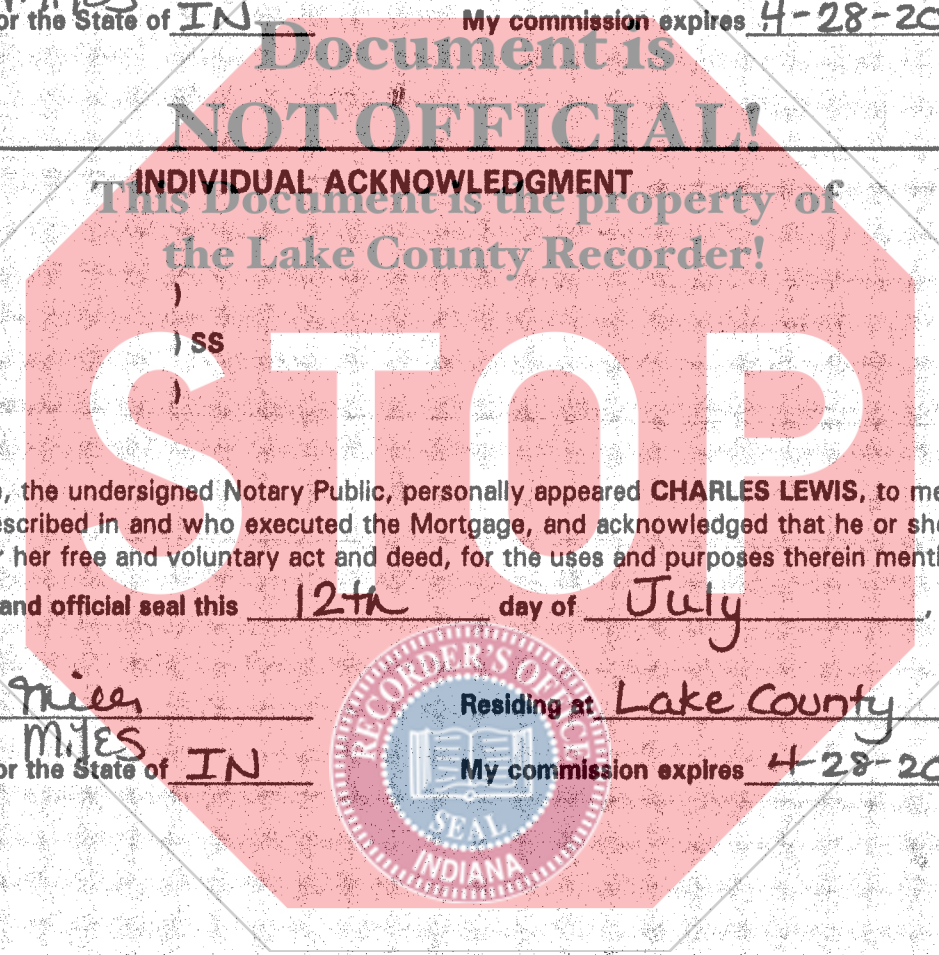 or the State of IN My commission expires 4-28-20
Document is
NOT OFFICIAL!
INDIVIDUAL ACKNOWLEDGMENT
This Document is the property of
the Lake County Recorder!
)
) SS
)
STOP
, the undersigned Notary Public, personally appeared CHARLES LEWIS, to me
escribed in and who executed the Mortgage, and acknowledged that he or she
r her free and voluntary act and deed, for the uses and purposes therein menti
and official seal this 12th day of July,
Residing at Lake County
MilES
or the State of IN My commission expires 4-28-20
RECORDER'S OFFICE
SEAL
INDIANA